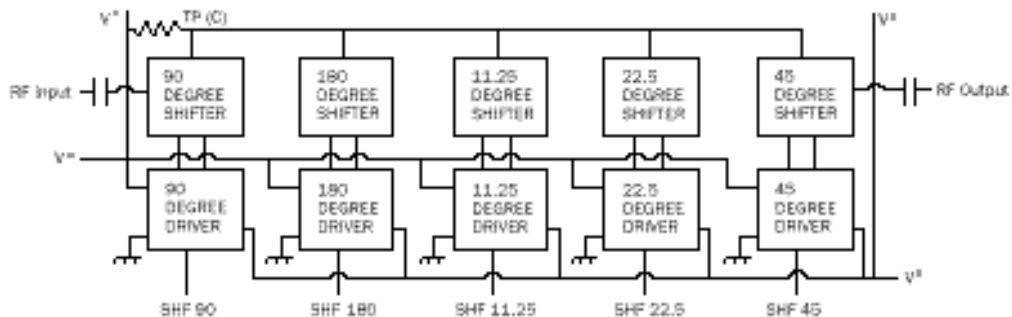 TP (C)
90
DEGREE
SHIFTER
180
DEGREE
SHIFTER
11.25
DEGREE
SHIFTER
22.5
DEGREE
SHIFTER
45
DEGREE
SHIFTER
RF Input
RF Output
90
DEGREE
DRIVER
180
DEGREE
DRIVER
11.25
DEGREE
DRIVER
22.5
DEGREE
DRIVER
45
DEGREE
DRIVER
SHF 90
SHF 180
SHF 11.25
SHF 22.5
SHF 45